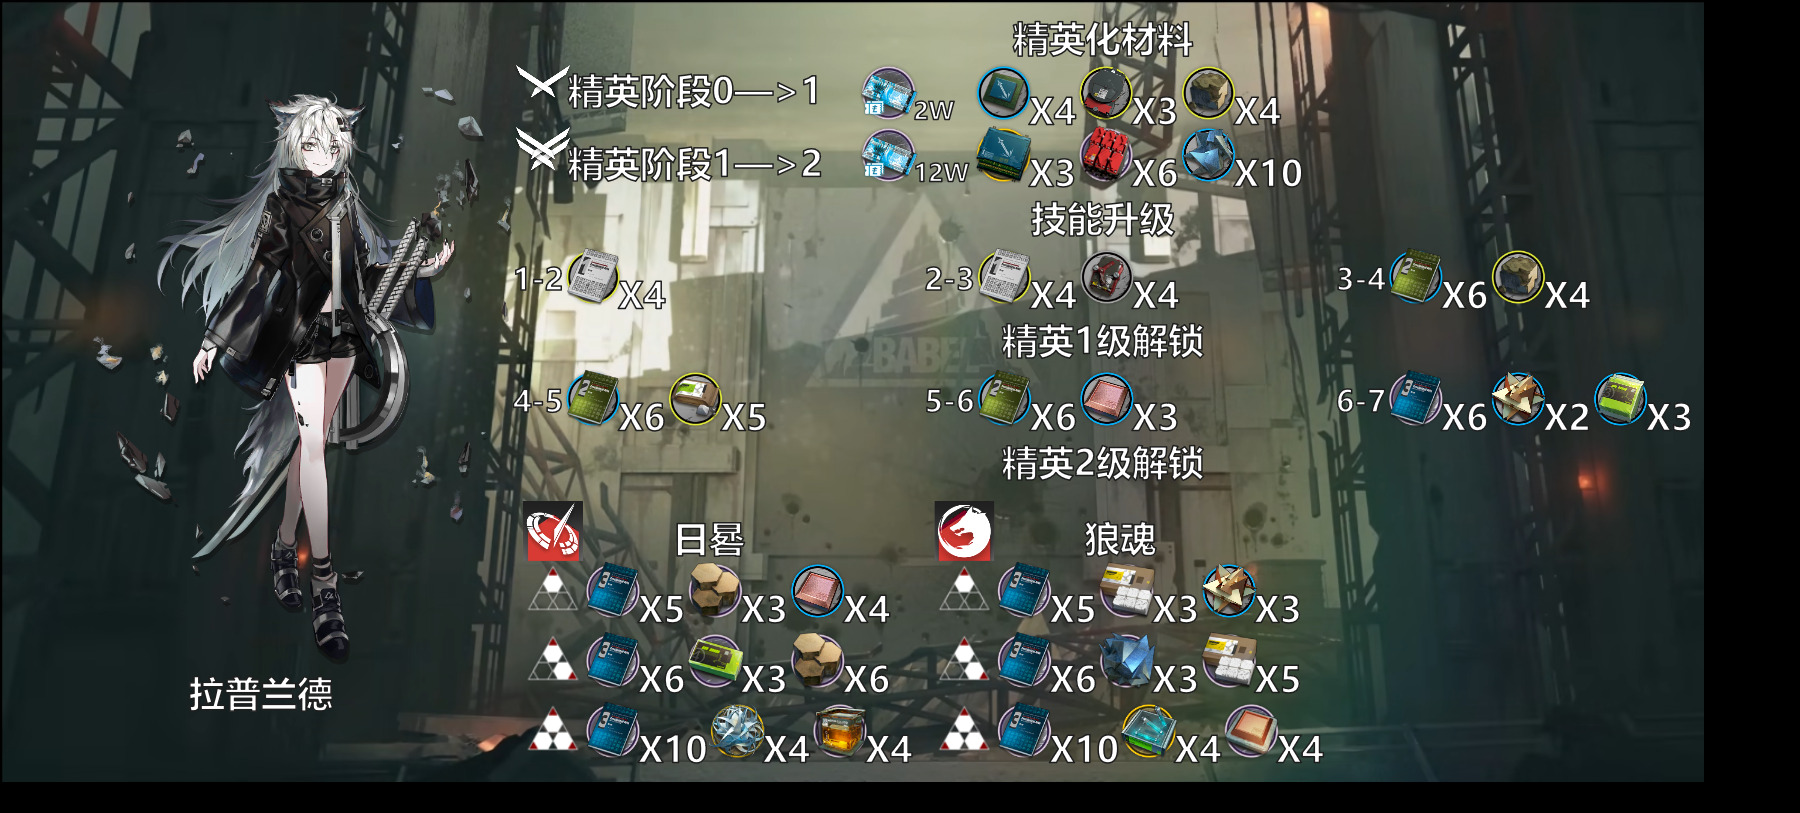 精英化材料
精英阶段0—>1 2W X4 X3 X4
精英阶段1—>2 12W X3 X6 X10
技能升级
1-2 X4 2-3 X4 X4 3-4 X6 X4
BABEL
精英1级解锁
4-5 X6 X5 5-6 X6 X3 6-7 X6 X2 X3
精英2级解锁
日晷 狼魂
X5 X3 X4 X5 X3 X3
X6 X3 X6 X6 X3 X5
X10 X4 X4 X10 X4 X4
拉普兰德